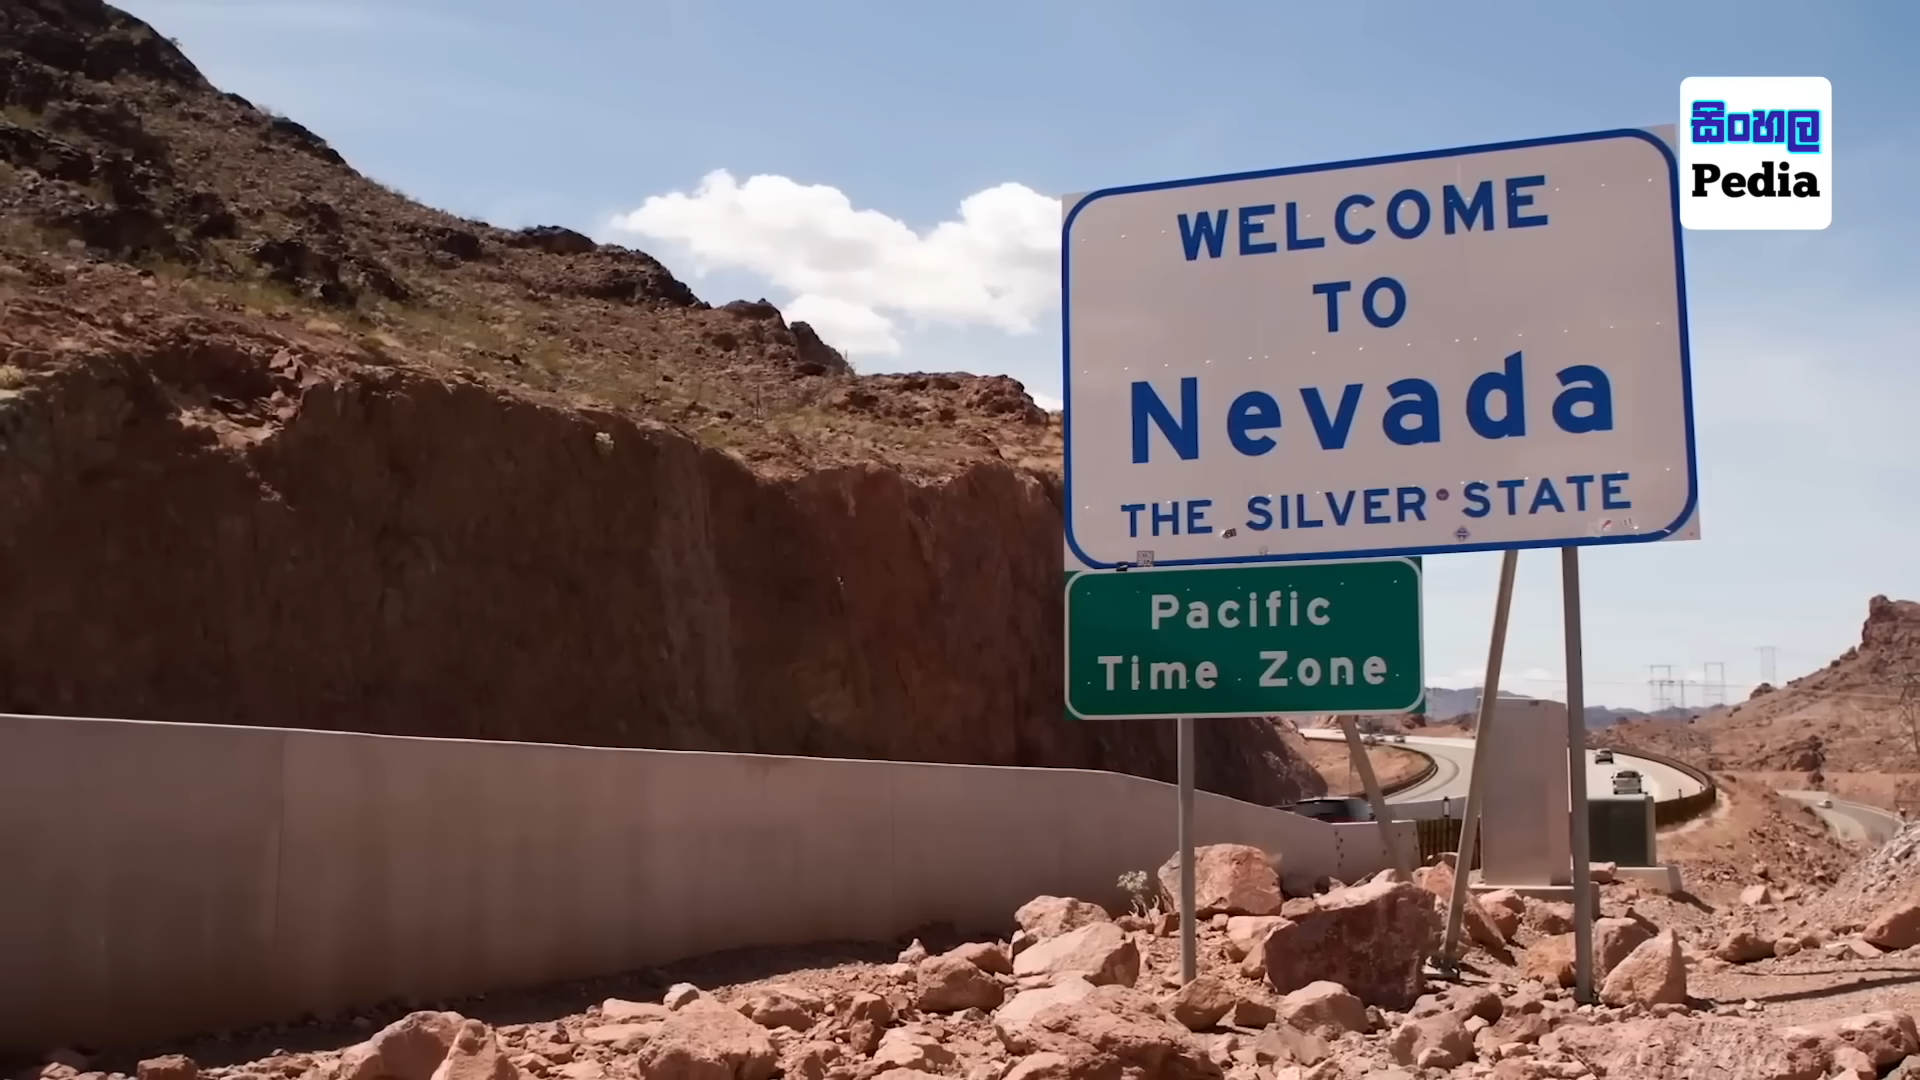 WELCOME
TO
Nevada
THE SILVER STATE
Pacific
Time Zone
සිංහල
Pedia